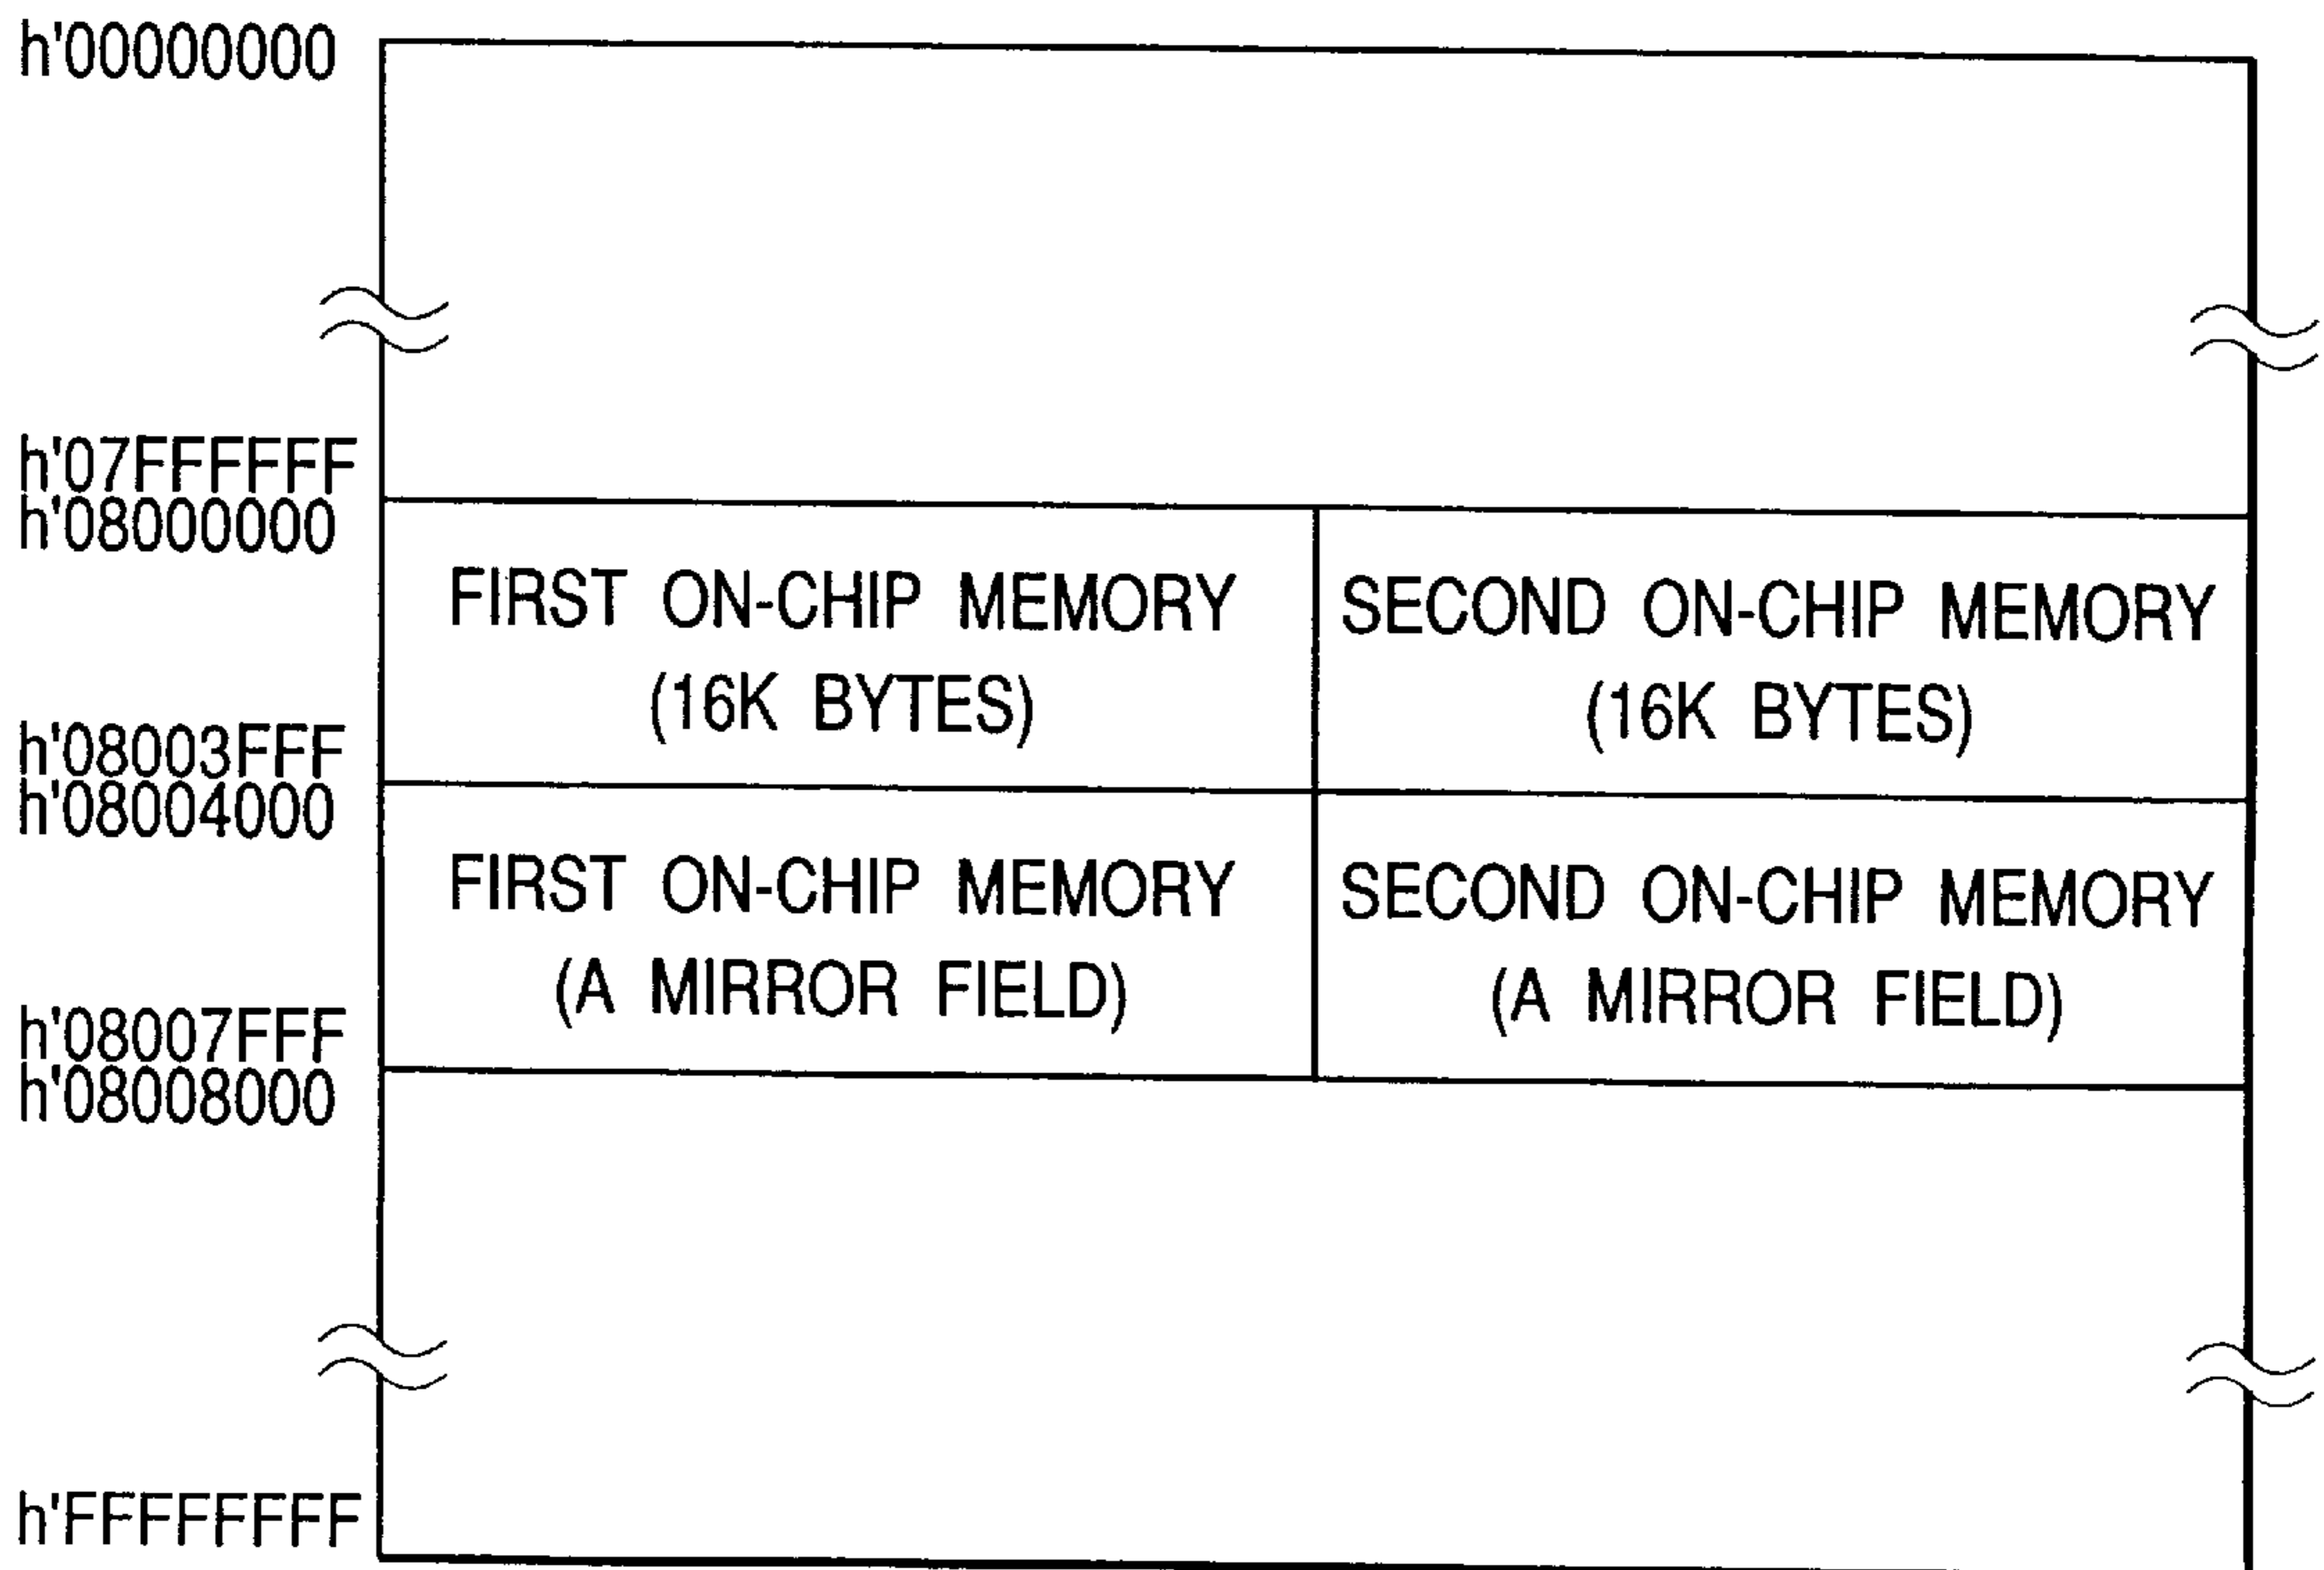 h'00000000
h'07FFFFFF
h'08000000
FIRST ON-CHIP MEMORY
(16K BYTES)
SECOND ON-CHIP MEMORY
(16K BYTES)
h'08003FFF
h'08004000
FIRST ON-CHIP MEMORY
(A MIRROR FIELD)
SECOND ON-CHIP MEMORY
(A MIRROR FIELD)
h'08007FFF
h'08008000
h'FFFFFFFF